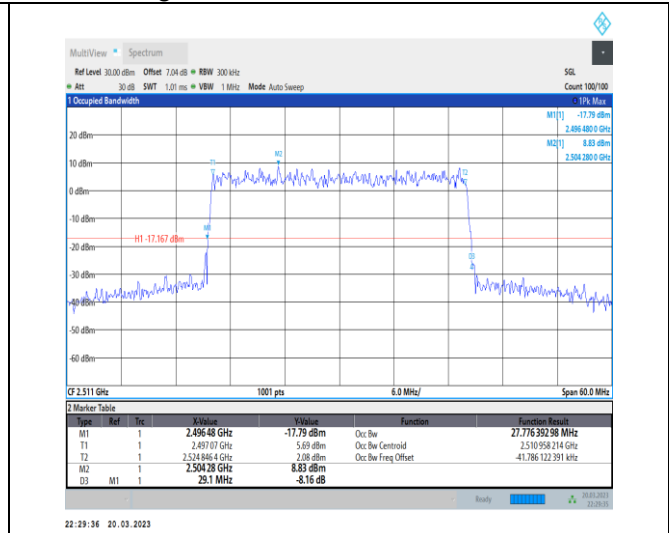 MultiView Spectrum
Ref Level 30.00 dBm Offset 7.04 dB RBW 300 kHz SGL
Att 30 dB SWT 1.01 ms VBW 1 MHz Mode Auto Sweep Count 100/100
1 Occupied Bandwidth 1Pk Max
M1[1] -17.79 dBm
2.496 480 0 GHz
M2[1] 8.83 dBm
2.504 280 0 GHz
20 dBm
10 dBm
0 dBm
-10 dBm
-20 dBm
-30 dBm
-40 dBm
-50 dBm
-60 dBm
T1
M2
T2
M1
H1 -17.167 dBm
D3
CF 2.511 GHz 1001 pts 6.0 MHz/ Span 60.0 MHz
2 Marker Table
Type Ref Trc X-Value Y-Value Function Function Result
M1 1 2.496 48 GHz -17.79 dBm Occ Bw 27.776 392 98 MHz
T1 1 2.497 07 GHz 5.69 dBm Occ Bw Centroid 2.510 958 214 GHz
T2 1 2.524 846 4 GHz 2.08 dBm Occ Bw Freq Offset -41.786 122 391 kHz
M2 1 2.504 28 GHz 8.83 dBm
D3 M1 1 29.1 MHz -8.16 dB
Ready 20.03.2023
22:29:35
22:29:36 20.03.2023